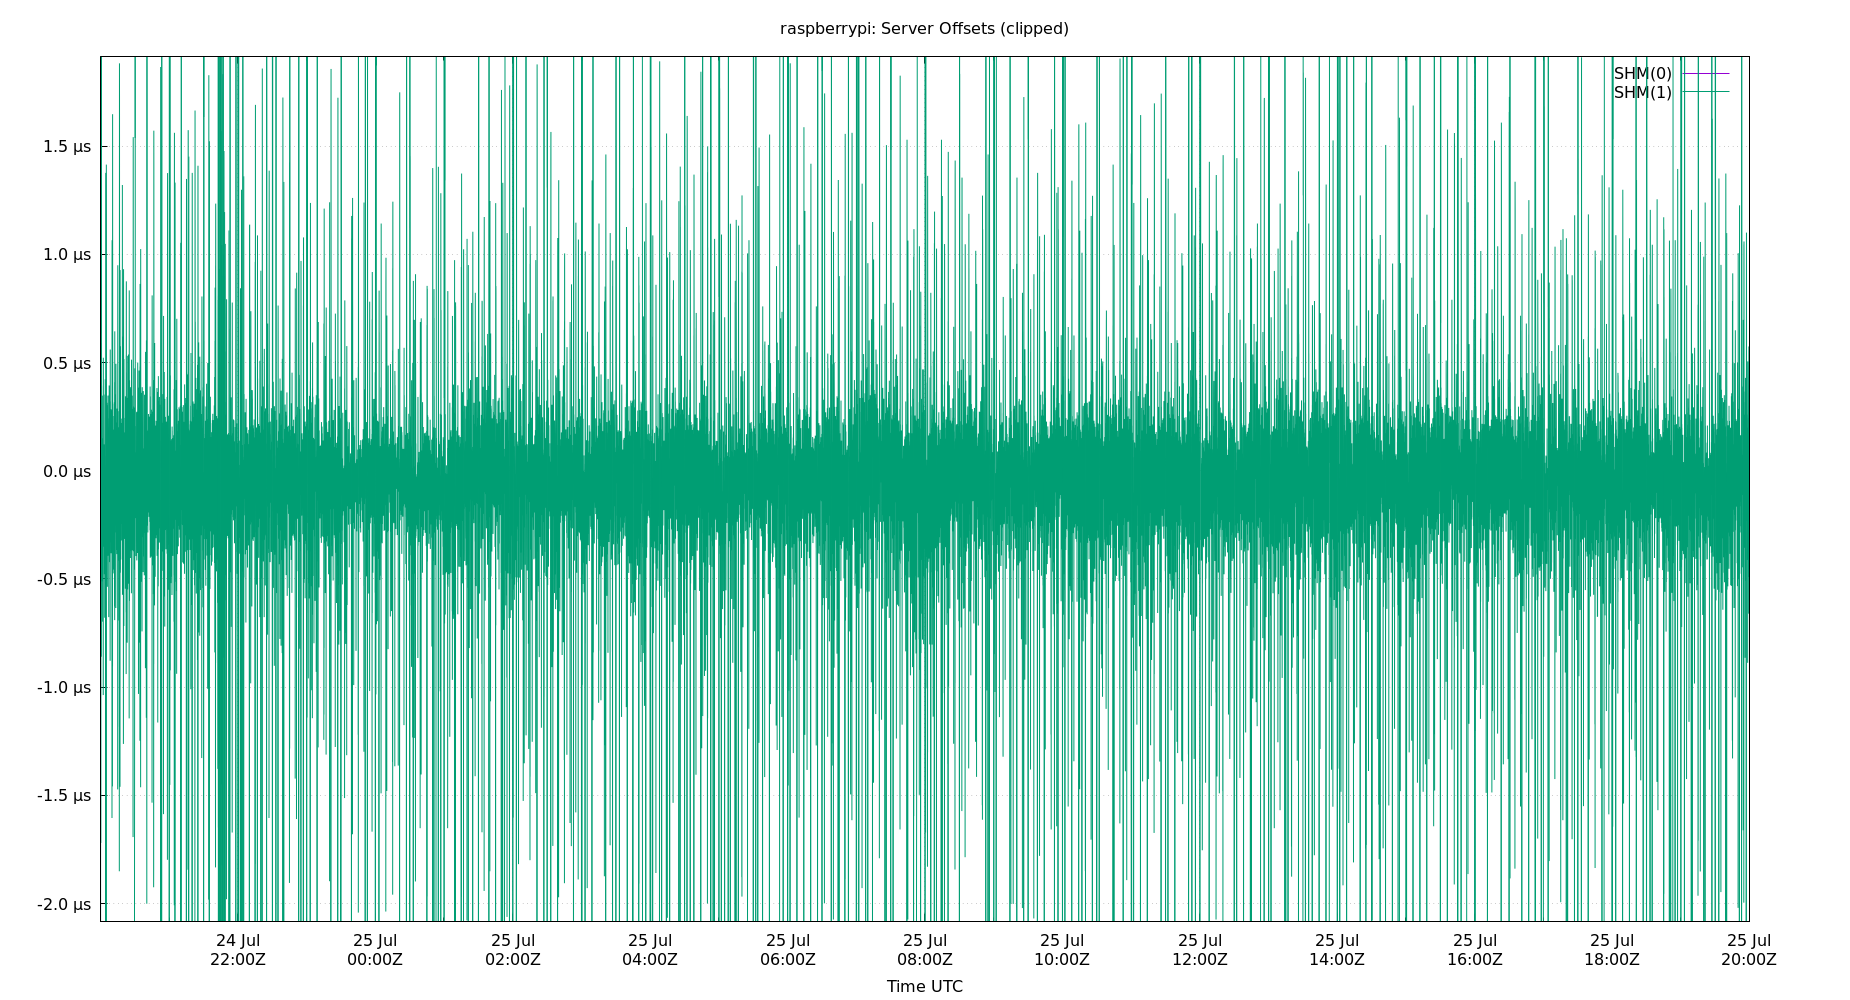 raspberrypi: Server Offsets (clipped)
SHM(0)
SHM(1)
1.5 µs
1.0 µs
0.5 µs
0.0 µs
-0.5 µs
-1.0 µs
-1.5 µs
-2.0 µs
24 Jul 25 Jul 25 Jul 25 Jul 25 Jul 25 Jul 25 Jul 25 Jul 25 Jul 25 Jul 25 Jul 25 Jul
22:00Z 00:00Z 02:00Z 04:00Z 06:00Z 08:00Z 10:00Z 12:00Z 14:00Z 16:00Z 18:00Z 20:00Z
Time UTC